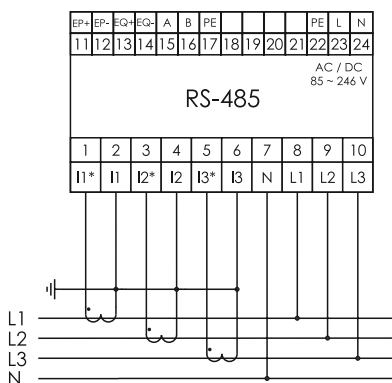 EP+ EP- EQ+ EQ- A B PE PE L N
11 12 13 14 15 16 17 18 19 20 21 22 23 24
AC / DC
85 ~ 246 V
RS-485
1 2 3 4 5 6 7 8 9 10
I1* I1 I2* I2 I3* I3 N L1 L2 L3
L1
L2
L3
N